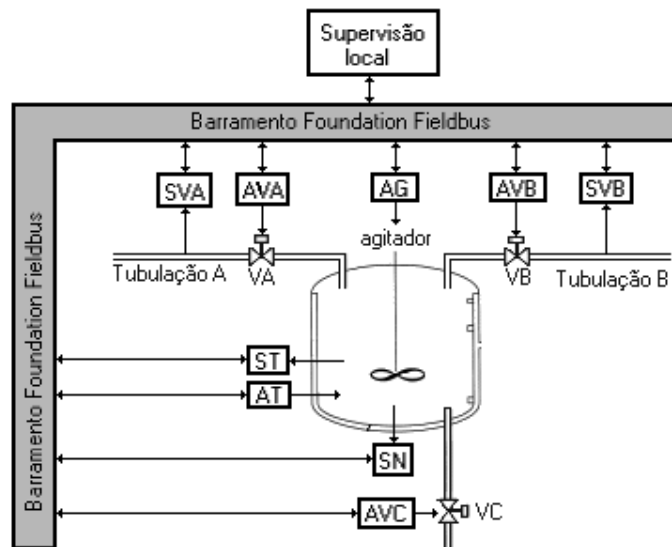 Supervisão
local
Barramento Foundation Fieldbus
Barramento Foundation Fieldbus
SVA
AVA
AG
AVB
SVB
agitador
Tubulação A
VA
VB
Tubulação B
ST
AT
SN
AVC
VC